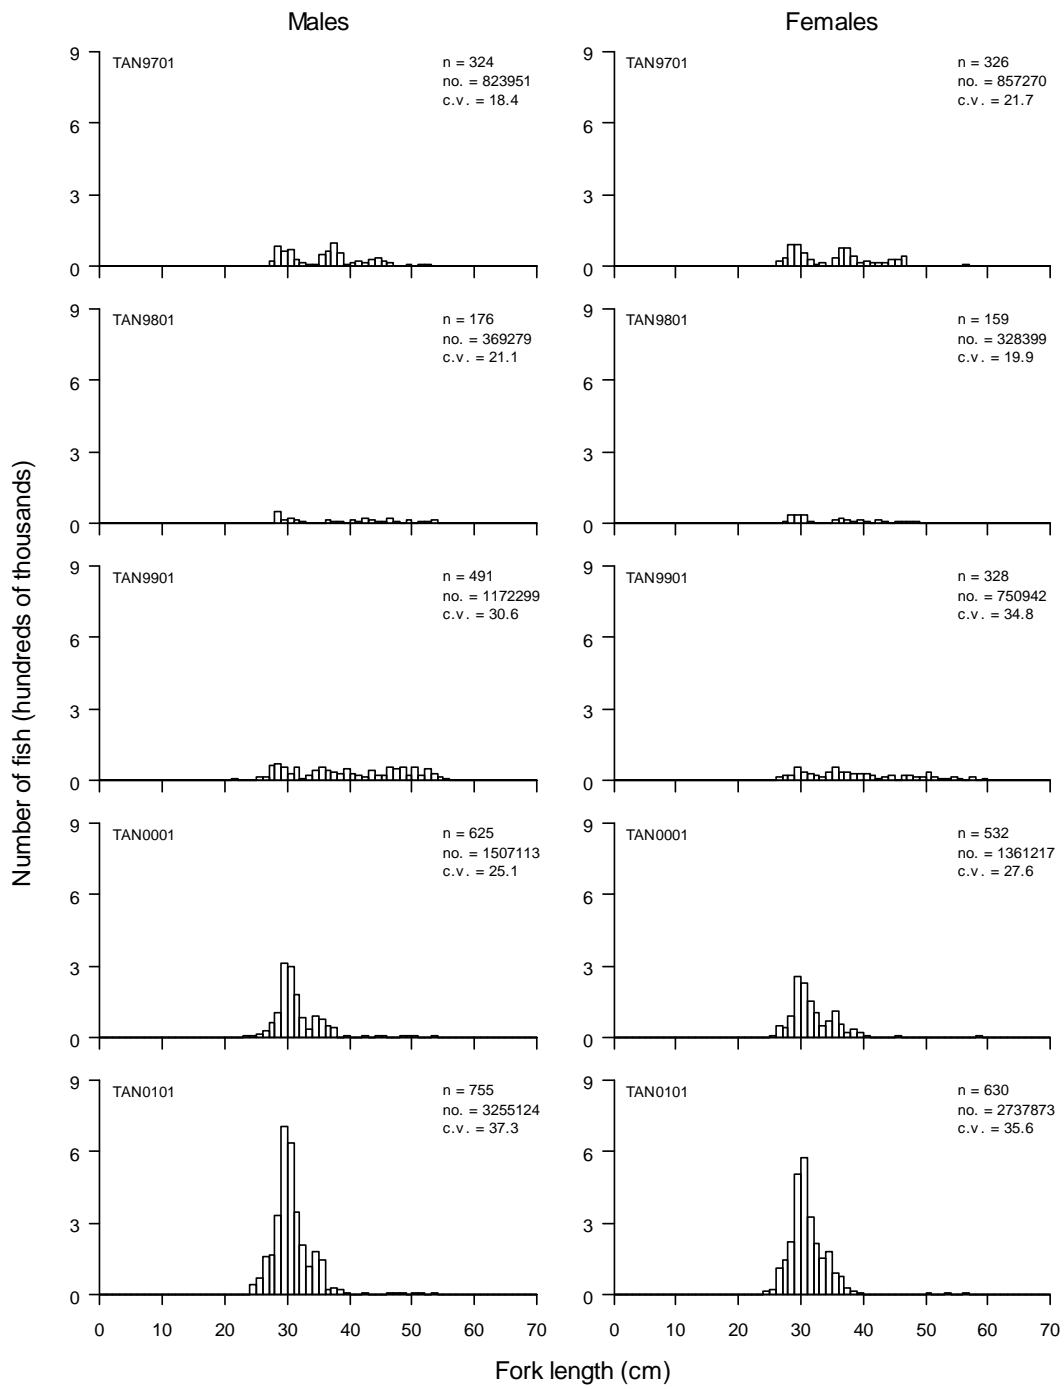 Males Females
9 TAN9701 n = 324 9 TAN9701 n = 326
no. = 823951 no. = 857270
c.v. = 18.4 c.v. = 21.7
6 6
3 3
0 0
9 TAN9801 n = 176 9 TAN9801 n = 159
no. = 369279 no. = 328399
c.v. = 21.1 c.v. = 19.9
6 6
3 3
0 0
Number of fish (hundreds of thousands)
9 TAN9901 n = 491 9 TAN9901 n = 328
no. = 1172299 no. = 750942
c.v. = 30.6 c.v. = 34.8
6 6
3 3
0 0
9 TAN0001 n = 625 9 TAN0001 n = 532
no. = 1507113 no. = 1361217
c.v. = 25.1 c.v. = 27.6
6 6
3 3
0 0
9 TAN0101 n = 755 9 TAN0101 n = 630
no. = 3255124 no. = 2737873
c.v. = 37.3 c.v. = 35.6
6 6
3 3
0 0
0 10 20 30 40 50 60 70 0 10 20 30 40 50 60 70
Fork length (cm)